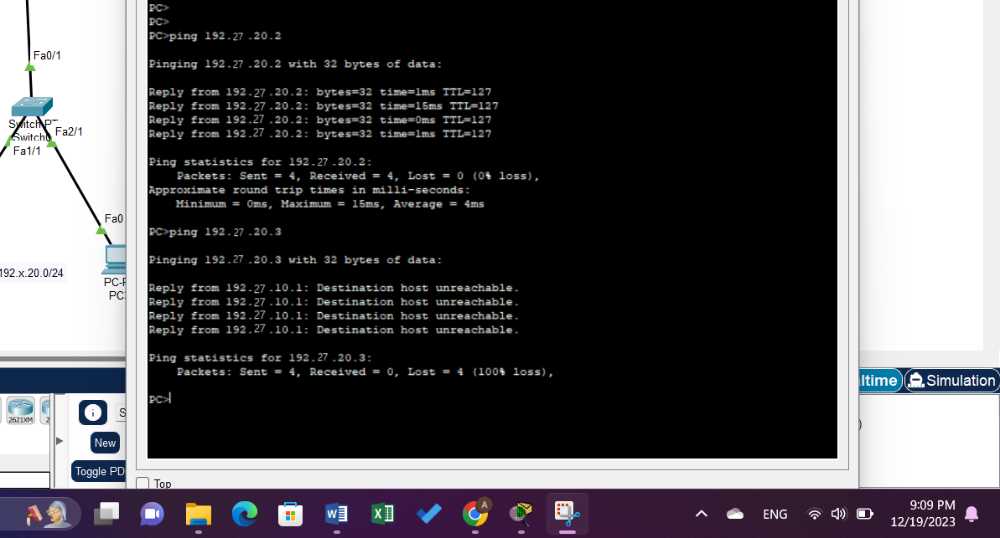 PC>
PC>
PC>ping 192.27.20.2
Pinging 192.27.20.2 with 32 bytes of data:
Reply from 192.27.20.2: bytes=32 time=1ms TTL=127
Reply from 192.27.20.2: bytes=32 time=15ms TTL=127
Reply from 192.27.20.2: bytes=32 time=0ms TTL=127
Reply from 192.27.20.2: bytes=32 time=1ms TTL=127
Ping statistics for 192.27.20.2:
Packets: Sent = 4, Received = 4, Lost = 0 (0% loss),
Approximate round trip times in milli-seconds:
Minimum = 0ms, Maximum = 15ms, Average = 4ms
PC>ping 192.27.20.3
Pinging 192.27.20.3 with 32 bytes of data:
Reply from 192.27.10.1: Destination host unreachable.
Reply from 192.27.10.1: Destination host unreachable.
Reply from 192.27.10.1: Destination host unreachable.
Reply from 192.27.10.1: Destination host unreachable.
Ping statistics for 192.27.20.3:
Packets: Sent = 4, Received = 0, Lost = 4 (100% loss),
PC>
Fa0/1
Switch-PT
Switch0
Fa2/1
Fa1/1
Fa0
192.x.20.0/24
PC-P
PC
2621XM
2
S
New
Toggle PD
Top
ltime
Simulation
)
A
ENG
9:09 PM
12/19/2023